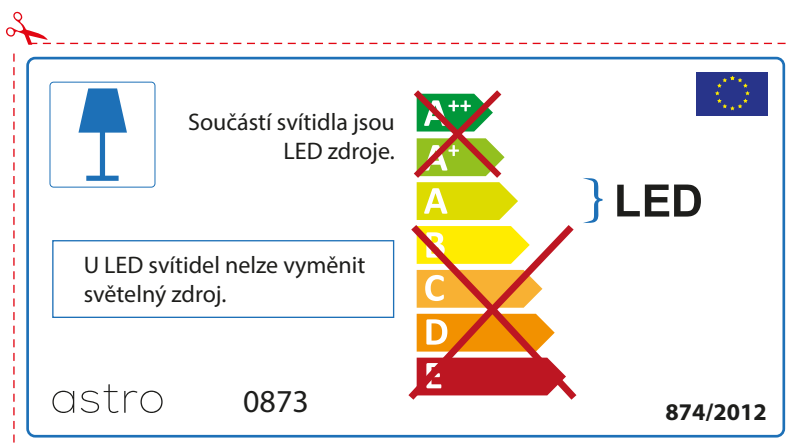 Součástí svítidla jsou
LED zdroje.
A++
A+
A
B
C
D
E
LED
U LED svítidel nelze vyměnit
světelný zdroj.
astro
0873
874/2012